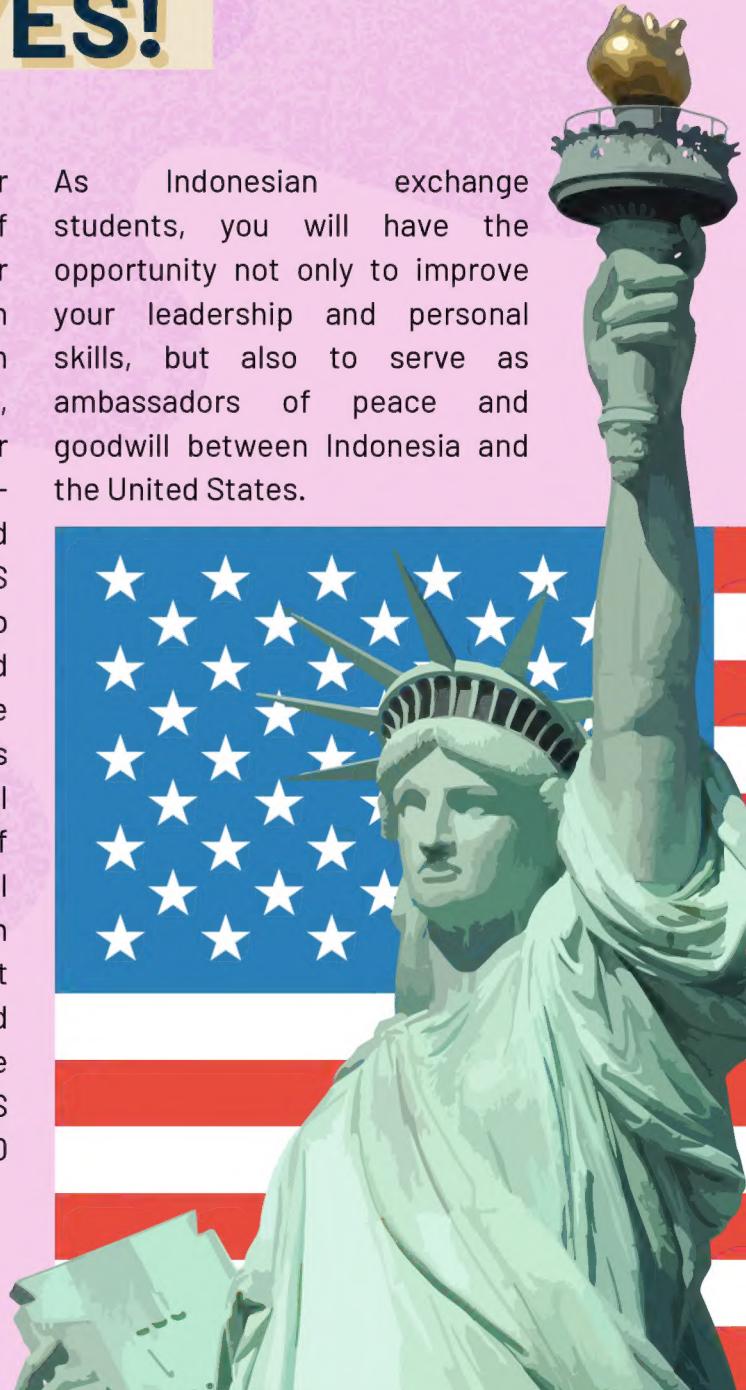 YES!
As Indonesian exchange
students, you will have the
opportunity not only to improve
your leadership and personal
skills, but also to serve as
ambassadors of peace and
goodwill between Indonesia and
the United States.